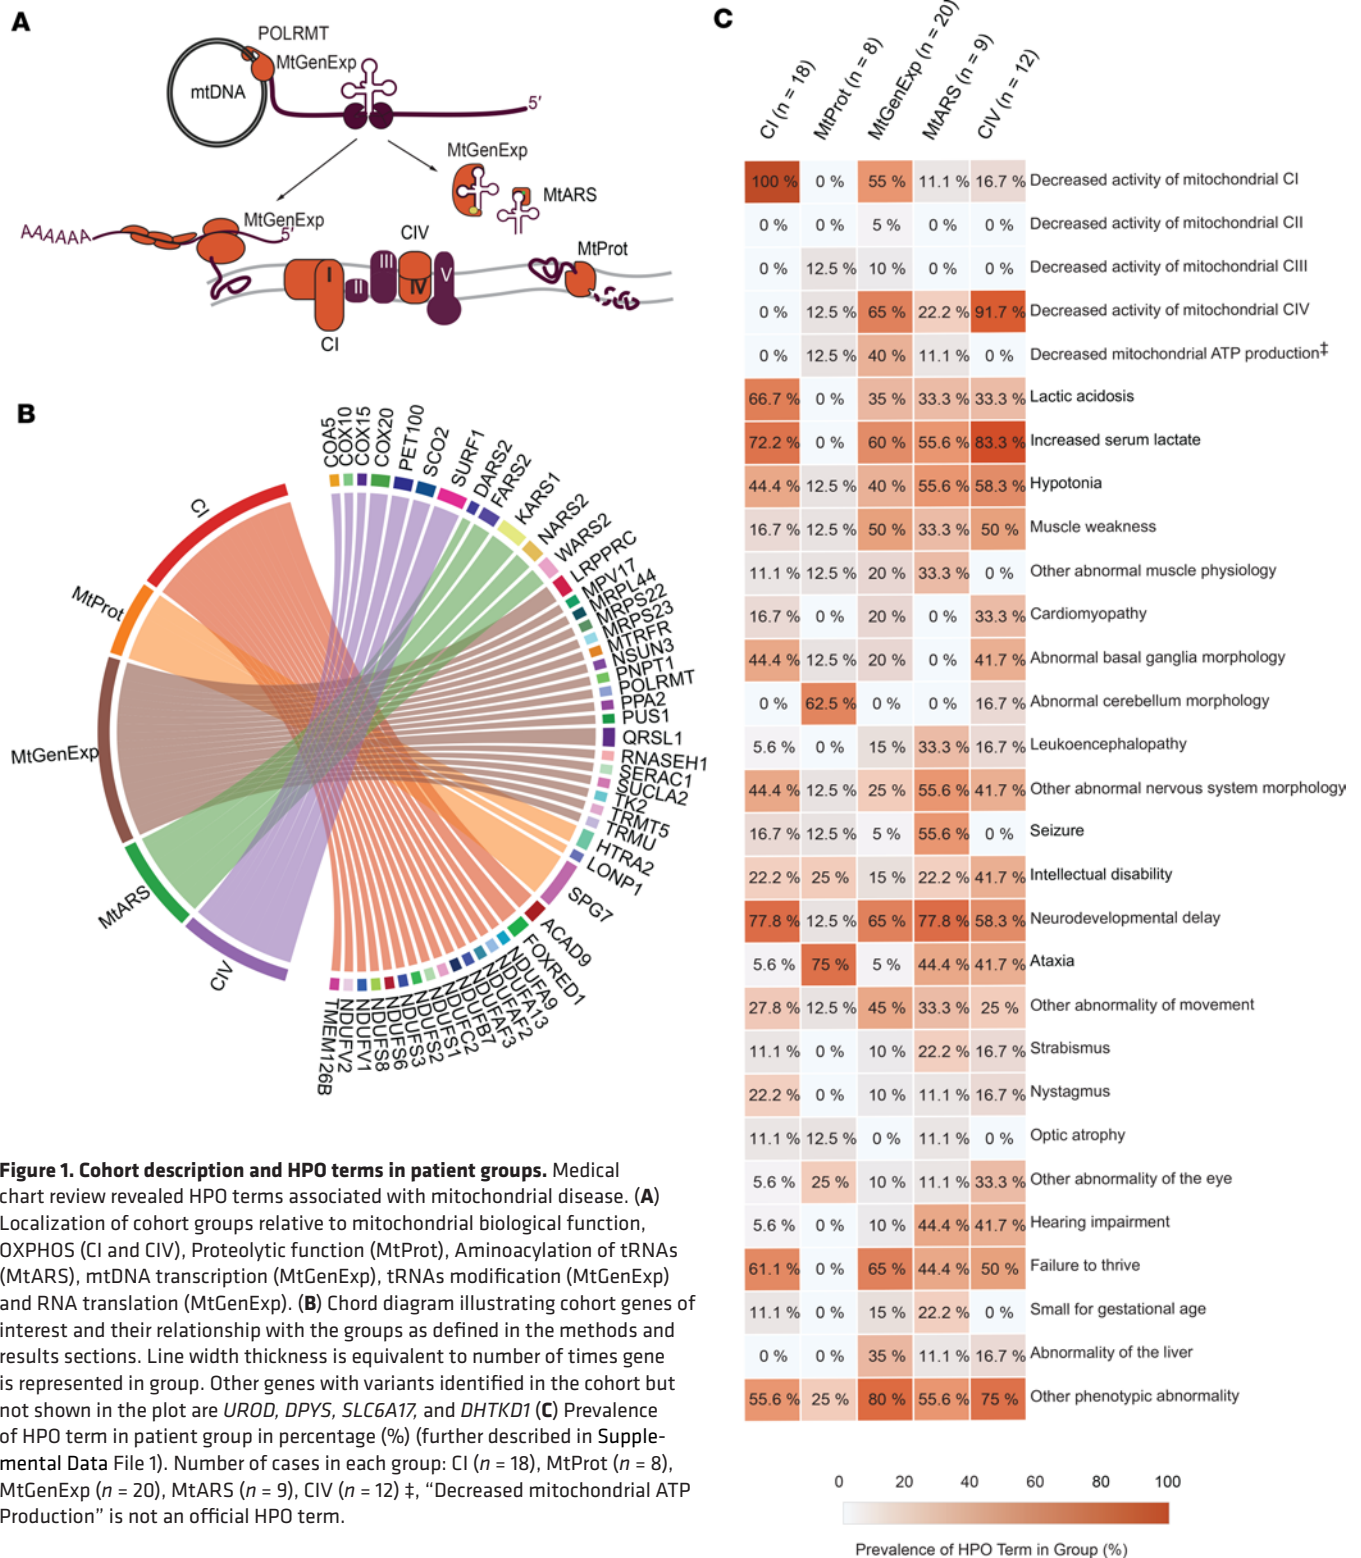 A
POLRMT
MtGenExp
mtDNA
5′
MtGenExp
MtARS
MtGenExp
AAAAAA
5′
CIV
MtProt
I
II
III
IV
V
CI
B
COA5
COX10
COX15
COX20
PET100
SCO2
SURF1
DARS2
FARS2
KARS1
NARS2
WARS2
LRPPRC
MPV17
MRPL44
MRPS22
MRPS23
MTRFR
NSUN3
PNPT1
POLRMT
PPA2
PUS1
QRSL1
RNASEH1
SERAC1
SUCLA2
TK2
TRMT5
TRMU
HTRA2
LONP1
SPG7
ACAD9
FOXRED1
NDUFA9
NDUFA13
NDUFAF2
NDUFAF3
NDUFB7
NDUFC2
NDUFS1
NDUFS2
NDUFS3
NDUFS6
NDUFS8
NDUFV1
NDUFV2
TMEM126B
CI
MtProt
MtGenExp
MtARS
CIV
C
CI (n = 18)
MtProt (n = 8)
MtGenExp (n = 20)
MtARS (n = 9)
CIV (n = 12)
100 % 0 % 55 % 11.1 % 16.7 % Decreased activity of mitochondrial CI
0 % 0 % 5 % 0 % 0 % Decreased activity of mitochondrial CII
0 % 12.5 % 10 % 0 % 0 % Decreased activity of mitochondrial CIII
0 % 12.5 % 65 % 22.2 % 91.7 % Decreased activity of mitochondrial CIV
0 % 12.5 % 40 % 11.1 % 0 % Decreased mitochondrial ATP production‡
66.7 % 0 % 35 % 33.3 % 33.3 % Lactic acidosis
72.2 % 0 % 60 % 55.6 % 83.3 % Increased serum lactate
44.4 % 12.5 % 40 % 55.6 % 58.3 % Hypotonia
16.7 % 12.5 % 50 % 33.3 % 50 % Muscle weakness
11.1 % 12.5 % 20 % 33.3 % 0 % Other abnormal muscle physiology
16.7 % 0 % 20 % 0 % 33.3 % Cardiomyopathy
44.4 % 12.5 % 20 % 0 % 41.7 % Abnormal basal ganglia morphology
0 % 62.5 % 0 % 0 % 16.7 % Abnormal cerebellum morphology
5.6 % 0 % 15 % 33.3 % 16.7 % Leukoencephalopathy
44.4 % 12.5 % 25 % 55.6 % 41.7 % Other abnormal nervous system morphology
16.7 % 12.5 % 5 % 55.6 % 0 % Seizure
22.2 % 25 % 15 % 22.2 % 41.7 % Intellectual disability
77.8 % 12.5 % 65 % 77.8 % 58.3 % Neurodevelopmental delay
5.6 % 75 % 5 % 44.4 % 41.7 % Ataxia
27.8 % 12.5 % 45 % 33.3 % 25 % Other abnormality of movement
11.1 % 0 % 10 % 22.2 % 16.7 % Strabismus
22.2 % 0 % 10 % 11.1 % 16.7 % Nystagmus
11.1 % 12.5 % 0 % 11.1 % 0 % Optic atrophy
5.6 % 25 % 10 % 11.1 % 33.3 % Other abnormality of the eye
5.6 % 0 % 10 % 44.4 % 41.7 % Hearing impairment
61.1 % 0 % 65 % 44.4 % 50 % Failure to thrive
11.1 % 0 % 15 % 22.2 % 0 % Small for gestational age
0 % 0 % 35 % 11.1 % 16.7 % Abnormality of the liver
55.6 % 25 % 80 % 55.6 % 75 % Other phenotypic abnormality
0 20 40 60 80 100
Prevalence of HPO Term in Group (%)
Figure 1. Cohort description and HPO terms in patient groups. Medical
chart review revealed HPO terms associated with mitochondrial disease. (A)
Localization of cohort groups relative to mitochondrial biological function,
OXPHOS (CI and CIV), Proteolytic function (MtProt), Aminoacylation of tRNAs
(MtARS), mtDNA transcription (MtGenExp), tRNAs modification (MtGenExp)
and RNA translation (MtGenExp). (B) Chord diagram illustrating cohort genes of
interest and their relationship with the groups as defined in the methods and
results sections. Line width thickness is equivalent to number of times gene
is represented in group. Other genes with variants identified in the cohort but
not shown in the plot are UROD, DPYS, SLC6A17, and DHTKD1 (C) Prevalence
of HPO term in patient group in percentage (%) (further described in Supple-
mental Data File 1). Number of cases in each group: CI (n = 18), MtProt (n = 8),
MtGenExp (n = 20), MtARS (n = 9), CIV (n = 12) ‡, “Decreased mitochondrial ATP
Production” is not an official HPO term.